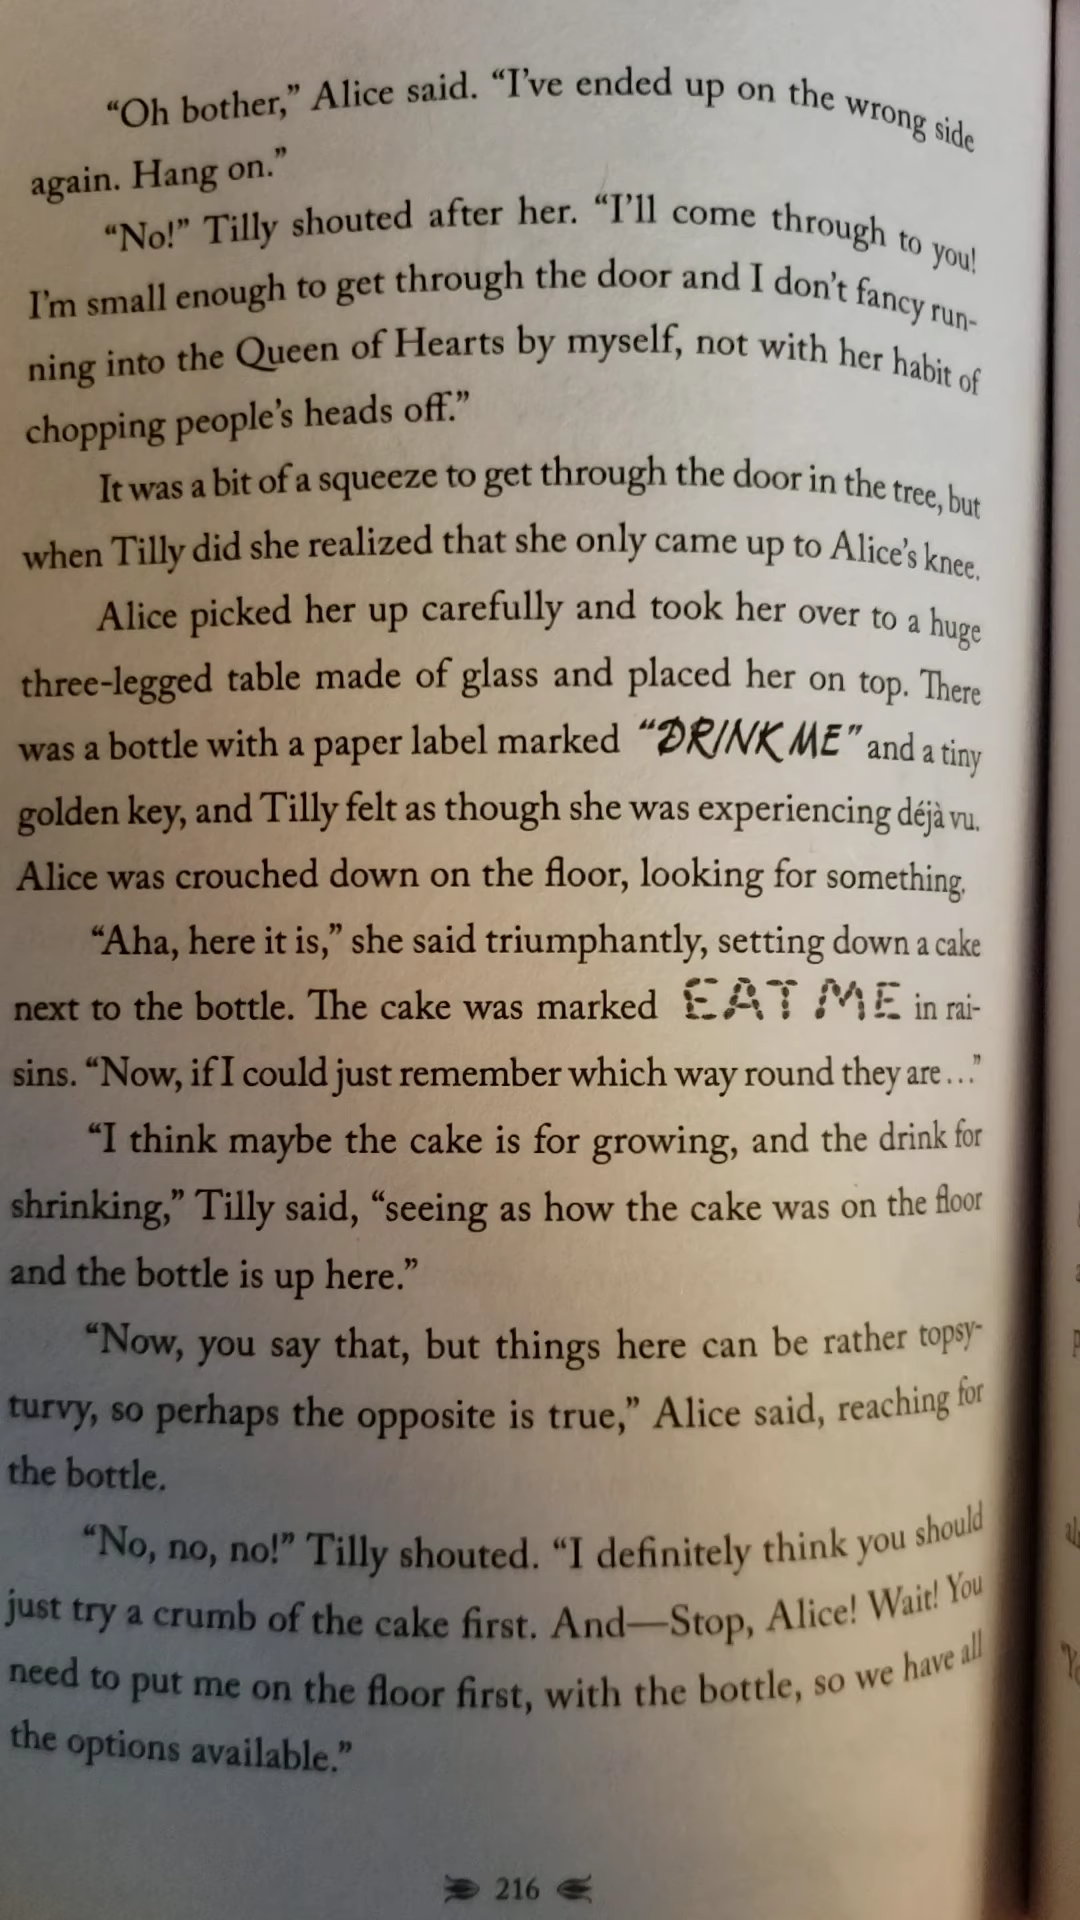 “Oh bother,” Alice said. “I’ve ended up on the wrong side
again. Hang on.”
“No!” Tilly shouted after her. “I’ll come through to you!
I’m small enough to get through the door and I don’t fancy run-
ning into the Queen of Hearts by myself, not with her habit of
chopping people’s heads off.”
It was a bit of a squeeze to get through the door in the tree, but
when Tilly did she realized that she only came up to Alice’s knee.
Alice picked her up carefully and took her over to a huge
three-legged table made of glass and placed her on top. There
was a bottle with a paper label marked “DRINK ME” and a tiny
golden key, and Tilly felt as though she was experiencing déjà vu.
Alice was crouched down on the floor, looking for something.
“Aha, here it is,” she said triumphantly, setting down a cake
next to the bottle. The cake was marked EAT ME in rai-
sins. “Now, if I could just remember which way round they are…”
“I think maybe the cake is for growing, and the drink for
shrinking,” Tilly said, “seeing as how the cake was on the floor
and the bottle is up here.”
“Now, you say that, but things here can be rather topsy-
turvy, so perhaps the opposite is true,” Alice said, reaching for
the bottle.
“No, no, no!” Tilly shouted. “I definitely think you should
just try a crumb of the cake first. And—Stop, Alice! Wait! You
need to put me on the floor first, with the bottle, so we have all
the options available.”
216